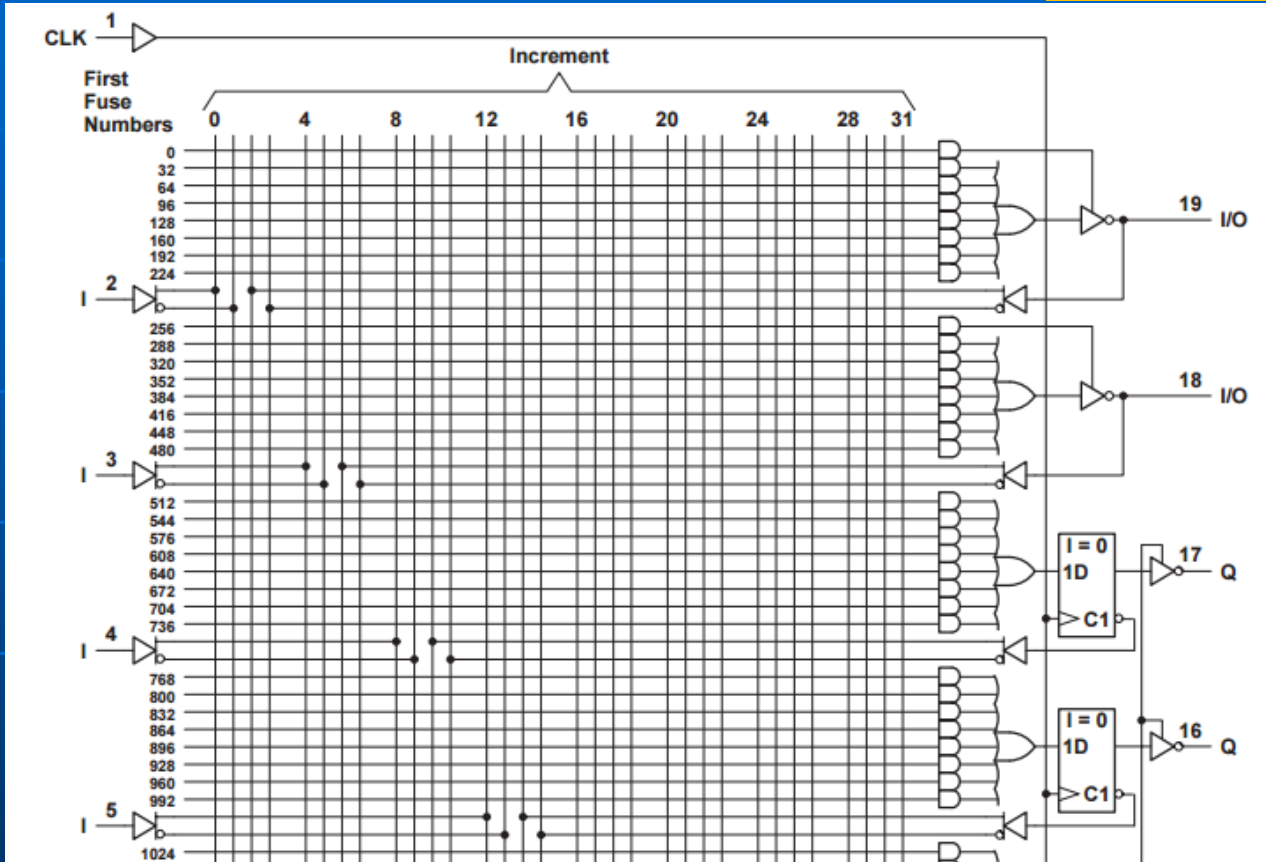 1
CLK
Increment
First
Fuse
Numbers
0 4 8 12 16 20 24 28 31
0
32
64
96
128
160
192
224
19 I/O
I 2
256
288
320
352
384
416
448
480
18 I/O
I 3
512
544
576
608
640
672
704
736
I = 0
1D
C1
17 Q
I 4
768
800
832
864
896
928
960
992
I = 0
1D
C1
16 Q
I 5
1024